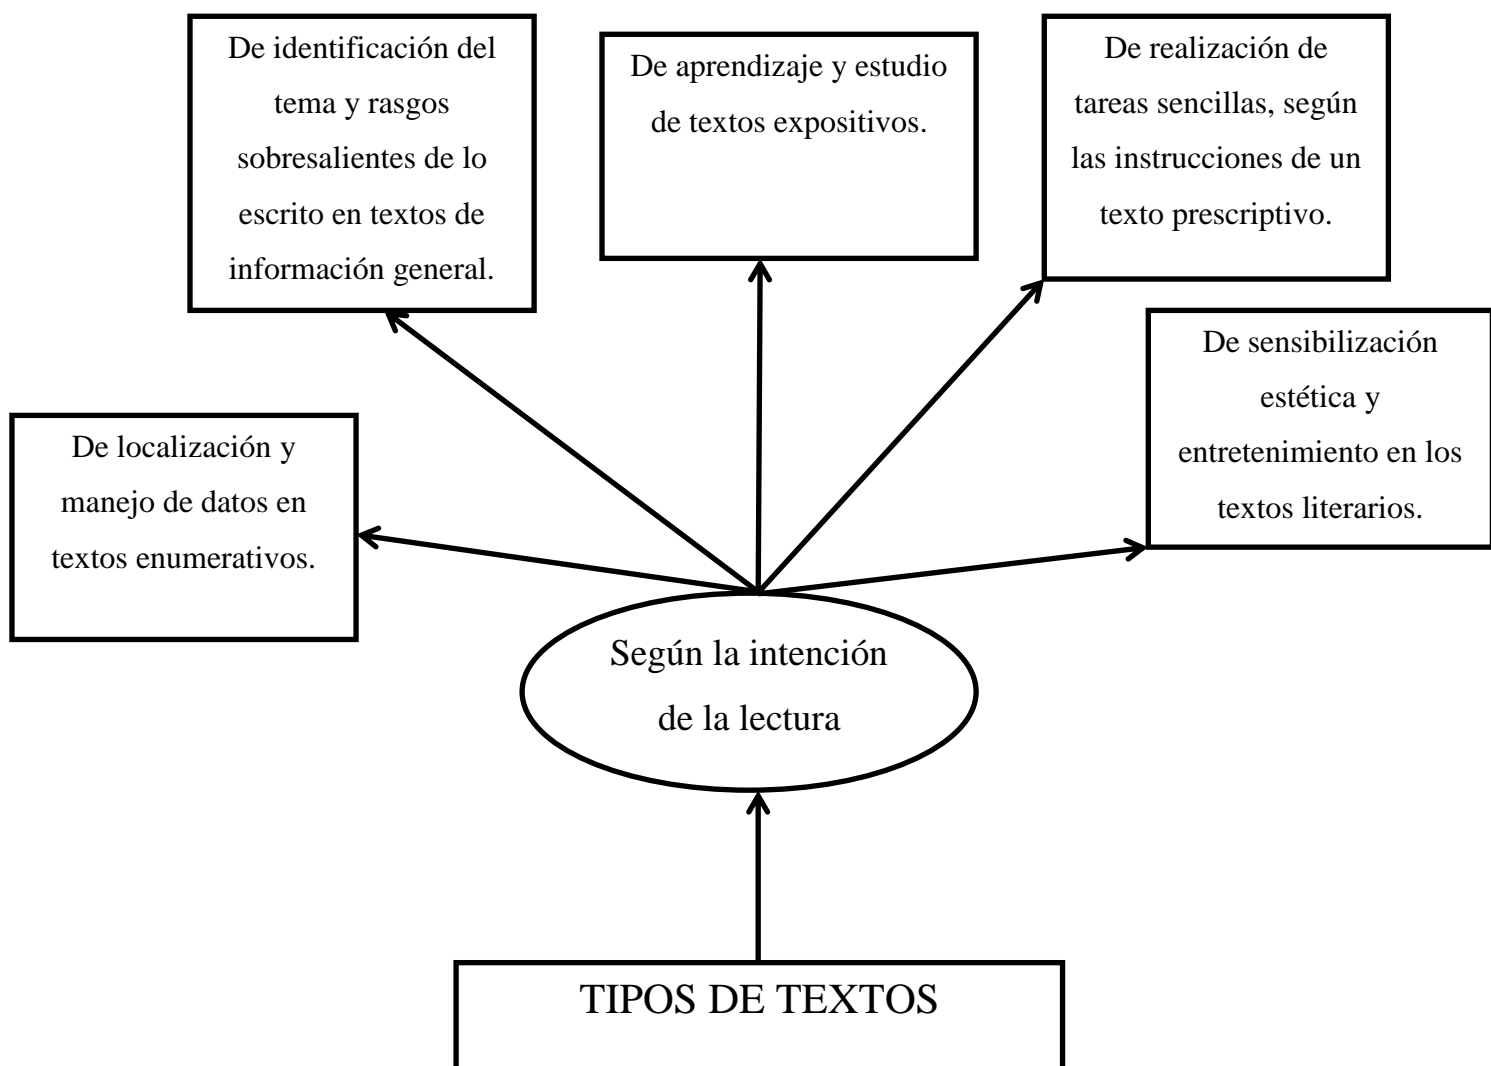 De identificación del
tema y rasgos
sobresalientes de lo
escrito en textos de
información general.
De aprendizaje y estudio
de textos expositivos.
De realización de
tareas sencillas, según
las instrucciones de un
texto prescriptivo.
De sensibilización
estética y
entretenimiento en los
textos literarios.
De localización y
manejo de datos en
textos enumerativos.
Según la intención
de la lectura
TIPOS DE TEXTOS